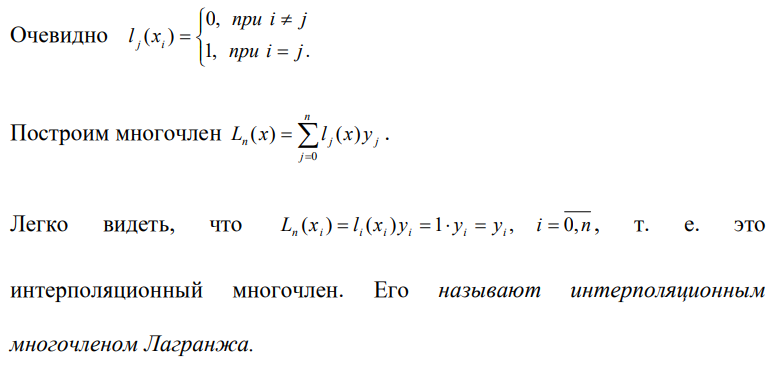 Очевидно $l_j(x_i) = \begin{cases} 0, & при\ i \neq j \\ 1, & при\ i = j. \end{cases}$
Построим многочлен $L_n(x) = \sum_{j=0}^{n} l_j(x) y_j$ .
Легко видеть, что $L_n(x_i) = l_i(x_i) y_i = 1 \cdot y_i = y_i, \quad i = \overline{0,n}$ , т. е. это
интерполяционный многочлен. Его называют интерполяционным
многочленом Лагранжа.